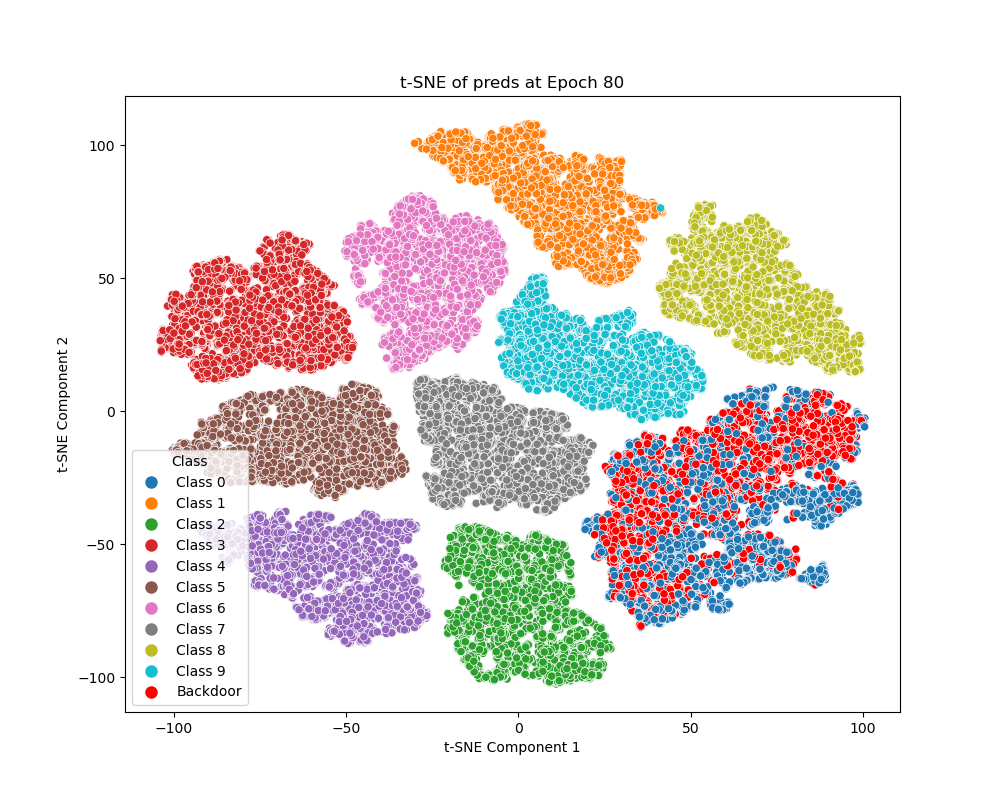 t-SNE of preds at Epoch 80
t-SNE Component 2
100
50
0
−50
−100
Class
Class 0
Class 1
Class 2
Class 3
Class 4
Class 5
Class 6
Class 7
Class 8
Class 9
Backdoor
−100
−50
0
50
100
t-SNE Component 1